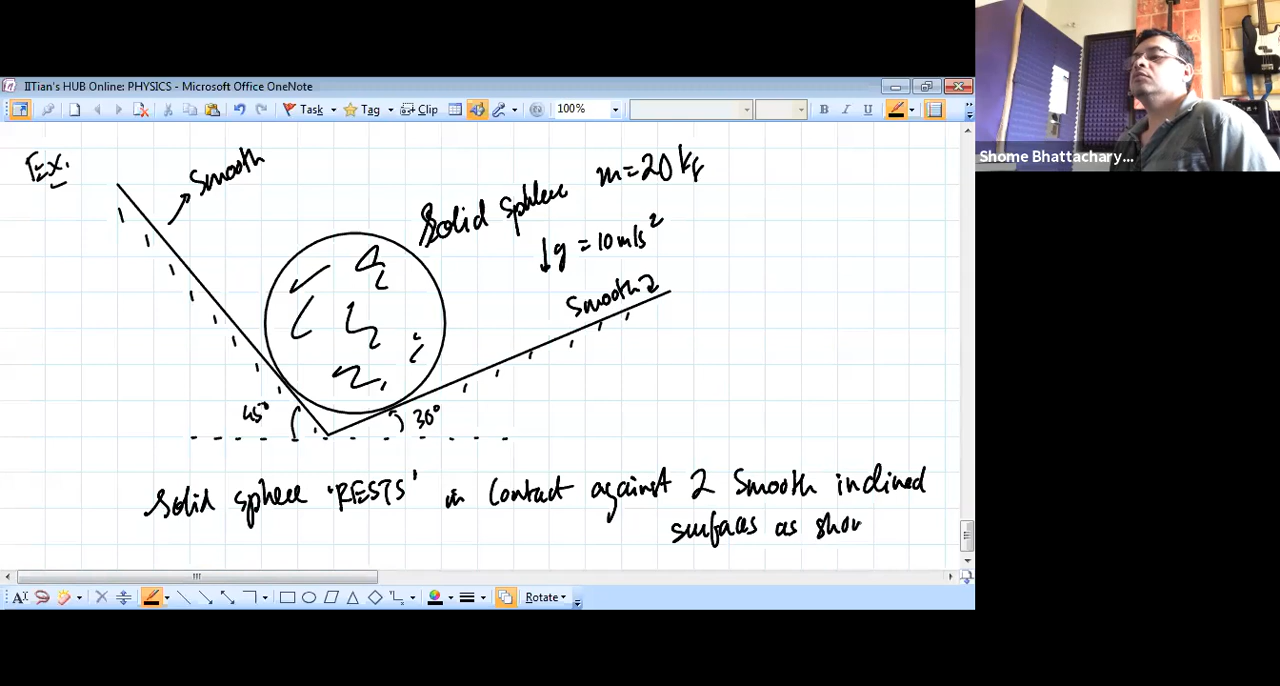 IITian's HUB Online: PHYSICS - Microsoft Office OneNote
Task Tag Clip 100% B I U
Shome Bhattachary...
Ex.
Smooth
Solid sphere m=20 kg
↓g = 10 m/s²
Smooth 2
45° 30°
Solid sphere 'RESTS' in contact against 2 smooth inclined
surfaces as show
Rotate